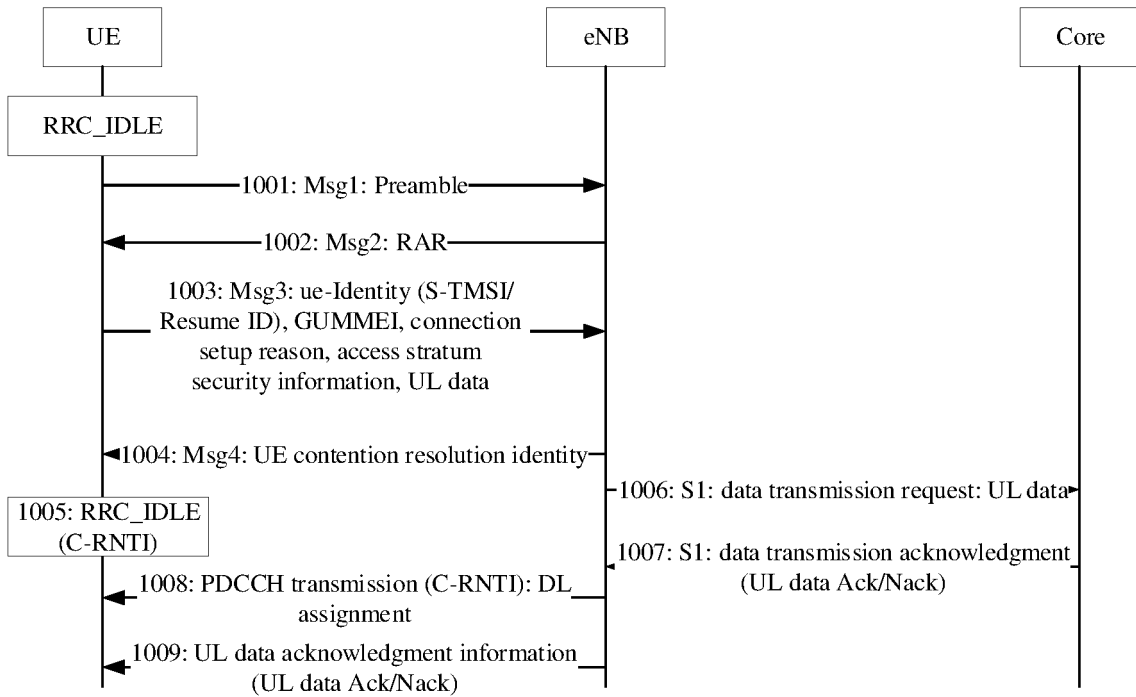 UE
eNB
Core
RRC_IDLE
1001: Msg1: Preamble
1002: Msg2: RAR
1003: Msg3: ue-Identity (S-TMSI/
Resume ID), GUMMEI, connection
setup reason, access stratum
security information, UL data
1004: Msg4: UE contention resolution identity
1006: S1: data transmission request: UL data
1005: RRC_IDLE
(C-RNTI)
1007: S1: data transmission acknowledgment
(UL data Ack/Nack)
1008: PDCCH transmission (C-RNTI): DL
assignment
1009: UL data acknowledgment information
(UL data Ack/Nack)